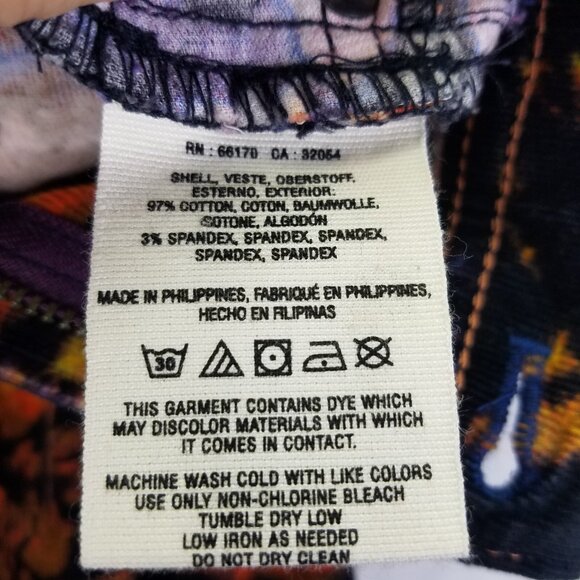 RN : 66170 CA : 32054
SHELL, VESTE, OBERSTOFF,
ESTERNO, EXTERIOR:
97% COTTON, COTON, BAUMWOLLE,
COTONE, ALGODÓN
3% SPANDEX, SPANDEX, SPANDEX,
SPANDEX, SPANDEX
MADE IN PHILIPPINES, FABRIQUÉ EN PHILIPPINES,
HECHO EN FILIPINAS
30
THIS GARMENT CONTAINS DYE WHICH
MAY DISCOLOR MATERIALS WITH WHICH
IT COMES IN CONTACT.
MACHINE WASH COLD WITH LIKE COLORS
USE ONLY NON-CHLORINE BLEACH
TUMBLE DRY LOW
LOW IRON AS NEEDED
DO NOT DRY CLEAN